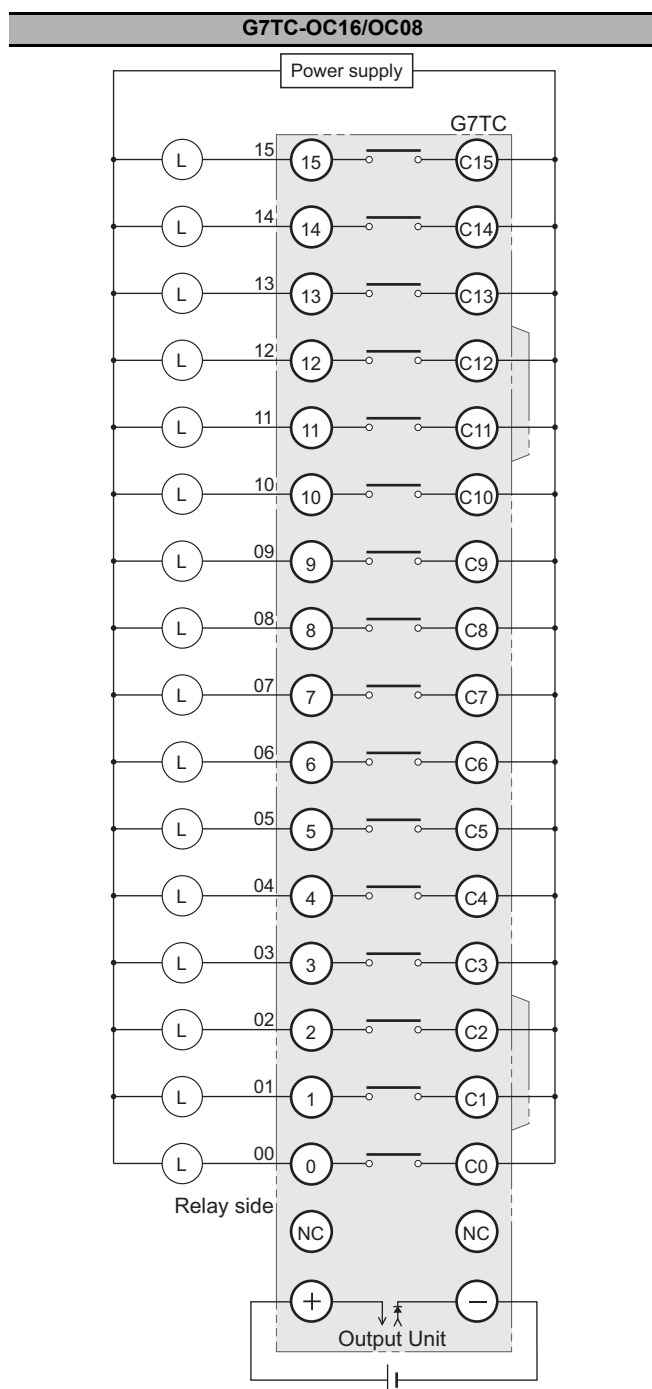 G7TC-OC16/OC08
Power supply
G7TC
L 15 15 C15
L 14 14 C14
L 13 13 C13
L 12 12 C12
L 11 11 C11
L 10 10 C10
L 09 9 C9
L 08 8 C8
L 07 7 C7
L 06 6 C6
L 05 5 C5
L 04 4 C4
L 03 3 C3
L 02 2 C2
L 01 1 C1
L 00 0 C0
Relay side
NC NC
+ −
Output Unit